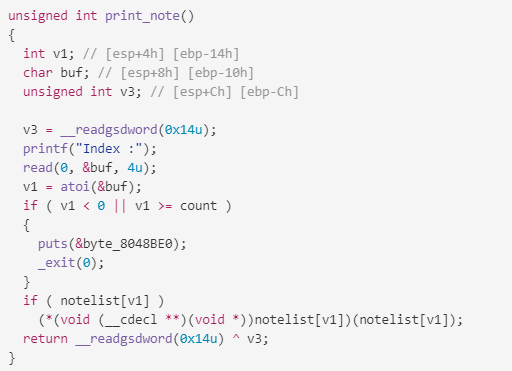 unsigned int print_note()
{
  int v1; // [esp+4h] [ebp-14h]
  char buf; // [esp+8h] [ebp-10h]
  unsigned int v3; // [esp+Ch] [ebp-Ch]

  v3 = __readgsdword(0x14u);
  printf("Index :");
  read(0, &buf, 4u);
  v1 = atoi(&buf);
  if ( v1 < 0 || v1 >= count )
  {
    puts(&byte_8048BE0);
    _exit(0);
  }
  if ( notelist[v1] )
    (*(void (__cdecl **)(void *))notelist[v1])(notelist[v1]);
  return __readgsdword(0x14u) ^ v3;
}